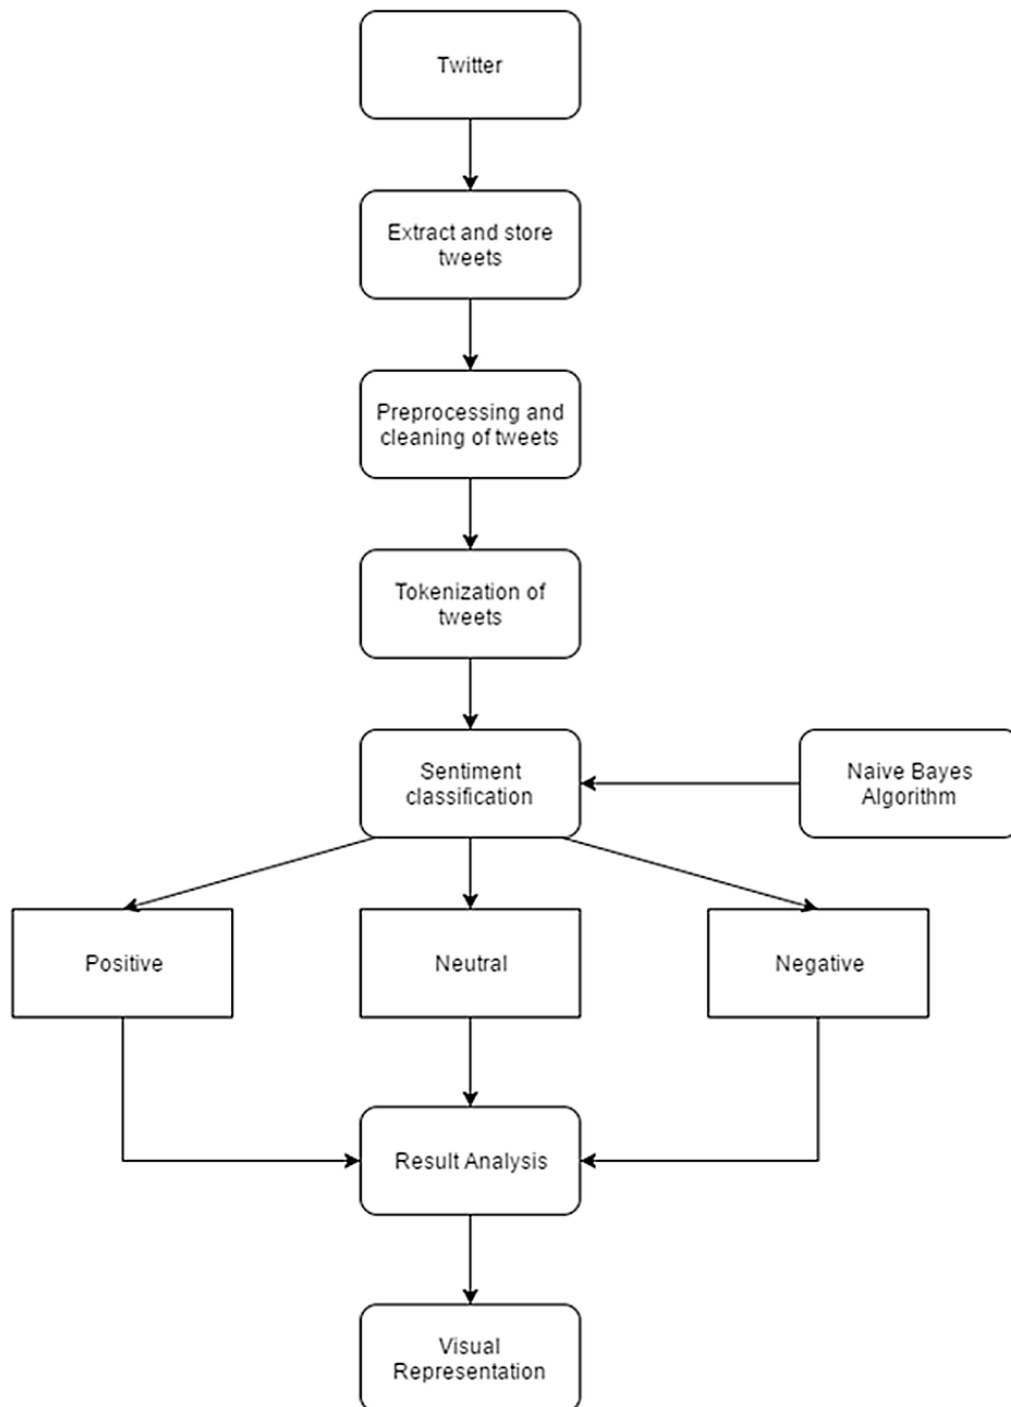 Twitter
Extract and store
tweets
Preprocessing and
cleaning of tweets
Tokenization of
tweets
Sentiment
classification
Naive Bayes
Algorithm
Positive
Neutral
Negative
Result Analysis
Visual
Representation